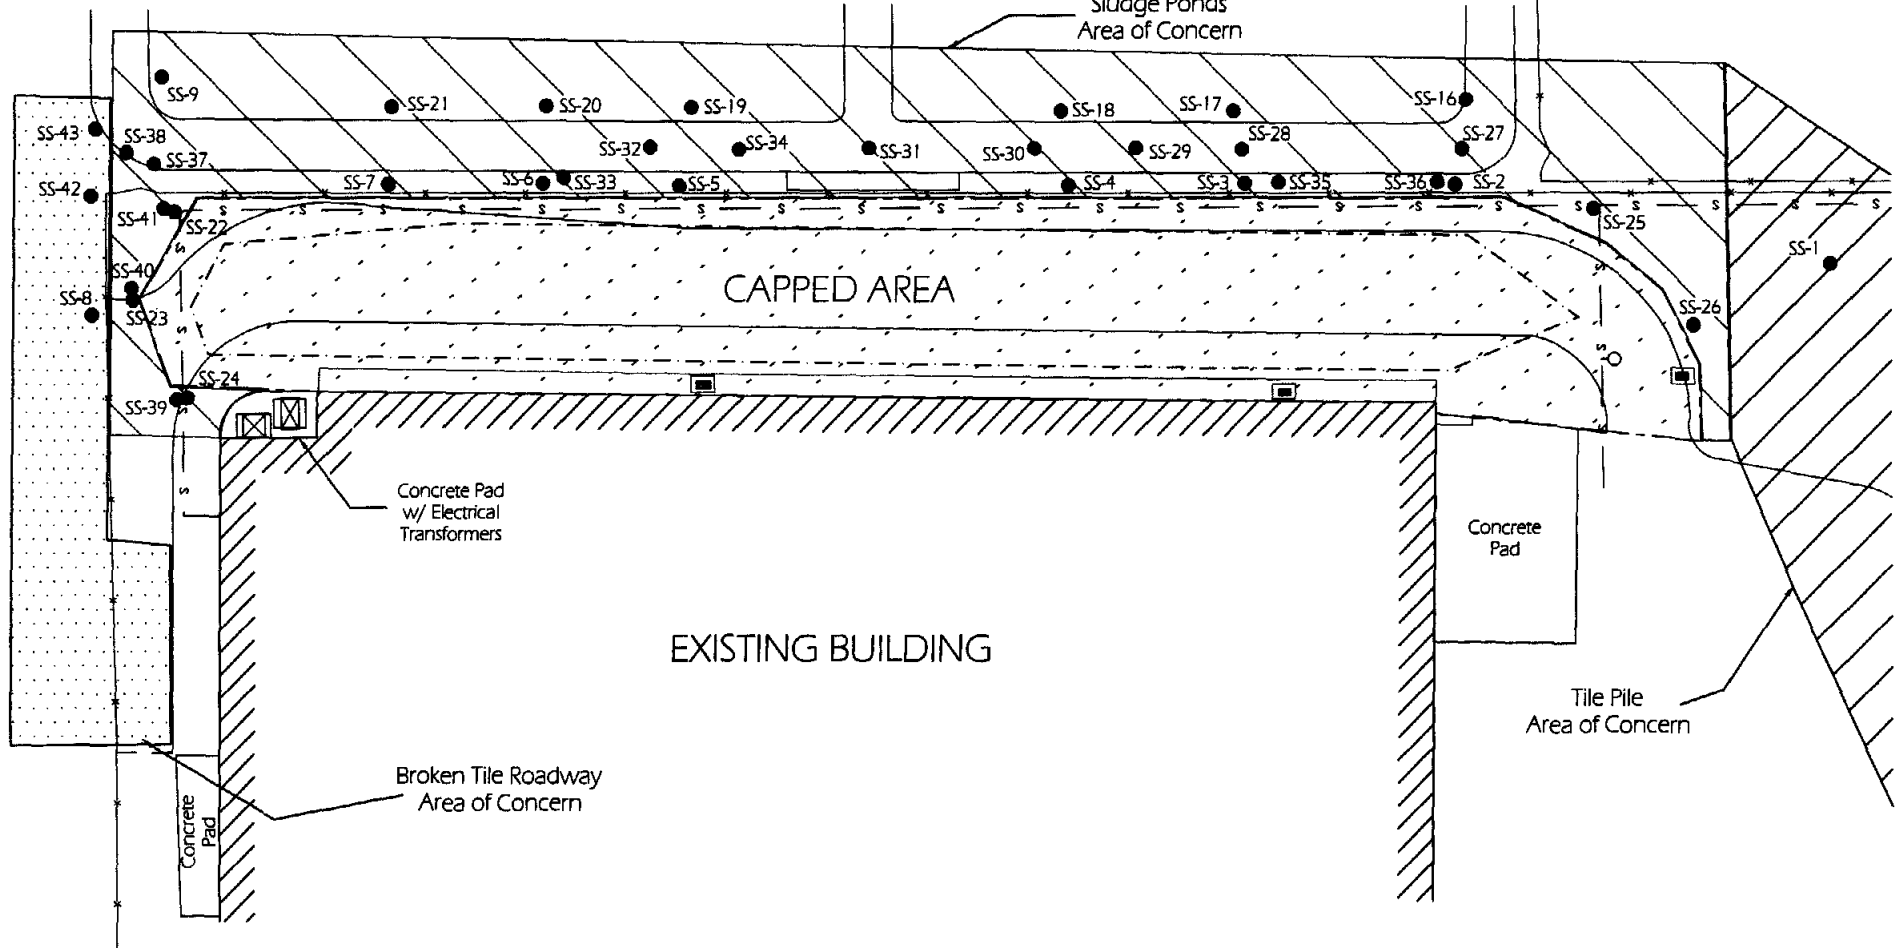 Sludge Ponds
Area of Concern
SS-9
SS-21
SS-20
SS-19
SS-18
SS-17
SS-16
SS-43
SS-38
SS-37
SS-32
SS-34
SS-31
SS-30
SS-29
SS-28
SS-27
SS-42
SS-7
SS-6
SS-33
SS-5
SS-4
SS-3
SS-35
SS-36
SS-2
SS-41
SS-22
SS-25
SS-1
SS-40
SS-8
SS-23
CAPPED AREA
SS-26
SS-24
SS-39
Concrete Pad
w/ Electrical
Transformers
Concrete
Pad
EXISTING BUILDING
Tile Pile
Area of Concern
Broken Tile Roadway
Area of Concern
Concrete
Pad